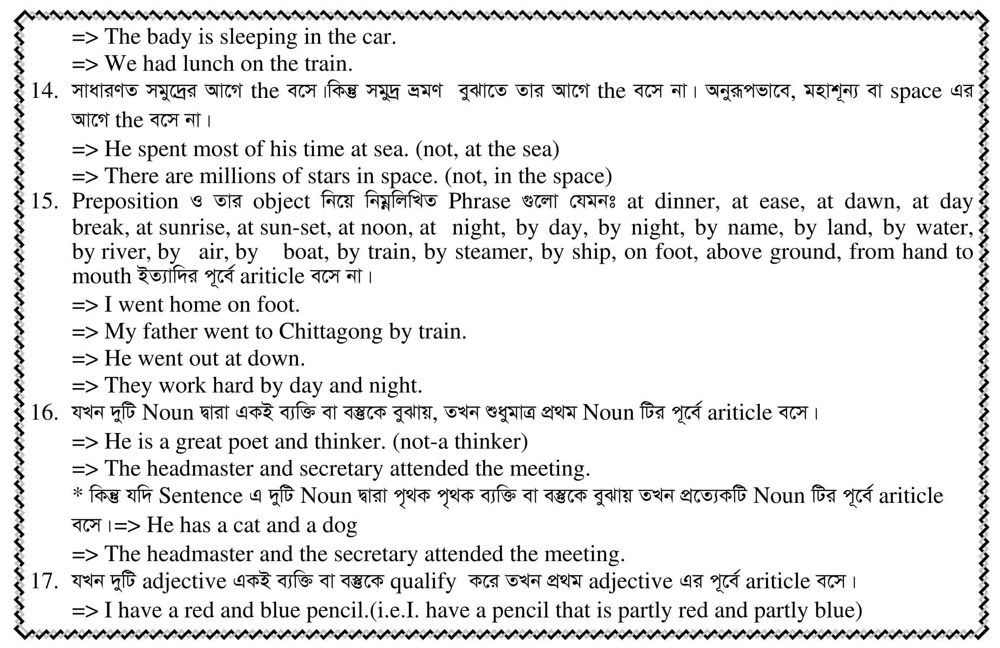 => The bady is sleeping in the car.
=> We had lunch on the train.
14. সাধারণত সমুদ্রের আগে the বসে।কিন্তু সমুদ্র ভ্রমণ বুঝাতে তার আগে the বসে না। অনুরূপভাবে, মহাশূন্য বা space এর
আগে the বসে না।
=> He spent most of his time at sea. (not, at the sea)
=> There are millions of stars in space. (not, in the space)
15. Preposition ও তার object নিয়ে নিম্নলিখিত Phrase গুলো যেমনঃ at dinner, at ease, at dawn, at day
break, at sunrise, at sun-set, at noon, at night, by day, by night, by name, by land, by water,
by river, by air, by boat, by train, by steamer, by ship, on foot, above ground, from hand to
mouth ইত্যাদির পূর্বে ariticle বসে না।
=> I went home on foot.
=> My father went to Chittagong by train.
=> He went out at down.
=> They work hard by day and night.
16. যখন দুটি Noun দ্বারা একই ব্যক্তি বা বস্তুকে বুঝায়, তখন শুধুমাত্র প্রথম Noun টির পূর্বে ariticle বসে।
=> He is a great poet and thinker. (not-a thinker)
=> The headmaster and secretary attended the meeting.
* কিন্তু যদি Sentence এ দুটি Noun দ্বারা পৃথক পৃথক ব্যক্তি বা বস্তুকে বুঝায় তখন প্রত্যেকটি Noun টির পূর্বে ariticle
বসে।=> He has a cat and a dog
=> The headmaster and the secretary attended the meeting.
17. যখন দুটি adjective একই ব্যক্তি বা বস্তুকে qualify করে তখন প্রথম adjective এর পূর্বে ariticle বসে।
=> I have a red and blue pencil.(i.e.I. have a pencil that is partly red and partly blue)